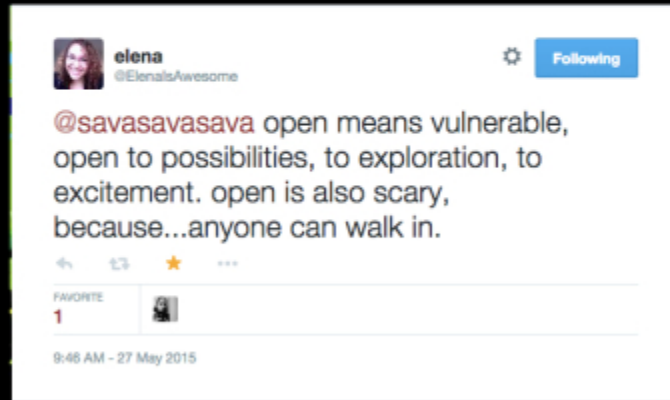 elena
@ElenaIsAwesome
Following
@savasavasava open means vulnerable,
open to possibilities, to exploration, to
excitement. open is also scary,
because...anyone can walk in.
FAVORITE
1
9:46 AM - 27 May 2015